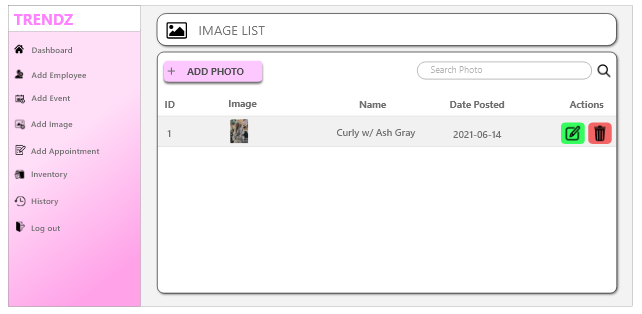 TRENDZ
Dashboard
Add Employee
Add Event
Add Image
Add Appointment
Inventory
History
Log out
IMAGE LIST
+ ADD PHOTO
Search Photo
ID Image Name Date Posted Actions
1 Curly w/ Ash Gray 2021-06-14